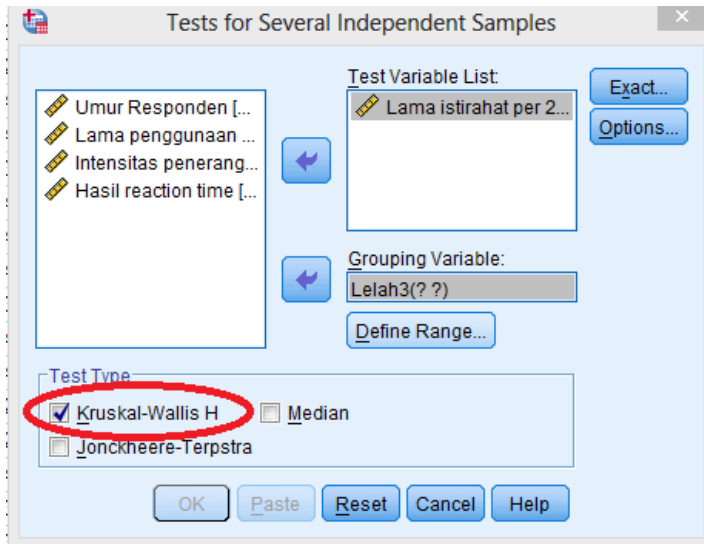 Tests for Several Independent Samples
Umur Responden [...
Lama penggunaan ...
Intensitas penerang...
Hasil reaction time [...
Test Variable List:
Lama istirahat per 2...
Grouping Variable:
Lelah3(? ?)
Define Range...
Exact...
Options...
Test Type
Kruskal-Wallis H
Median
Jonckheere-Terpstra
OK
Paste
Reset
Cancel
Help